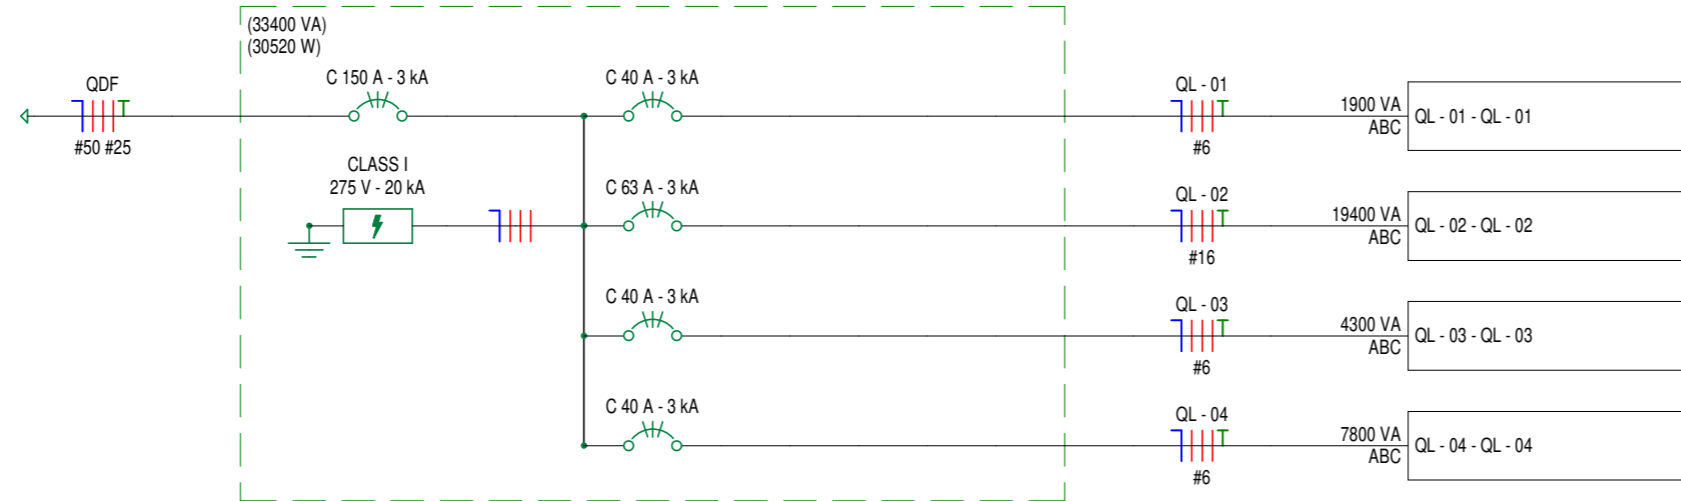 (33400 VA)
(30520 W)
QDF
#50 #25
C 150 A - 3 kA
C 40 A - 3 kA
QL - 01
#6
1900 VA
ABC
QL - 01 - QL - 01
CLASS I
275 V - 20 kA
C 63 A - 3 kA
QL - 02
#16
19400 VA
ABC
QL - 02 - QL - 02
C 40 A - 3 kA
QL - 03
#6
4300 VA
ABC
QL - 03 - QL - 03
C 40 A - 3 kA
QL - 04
#6
7800 VA
ABC
QL - 04 - QL - 04